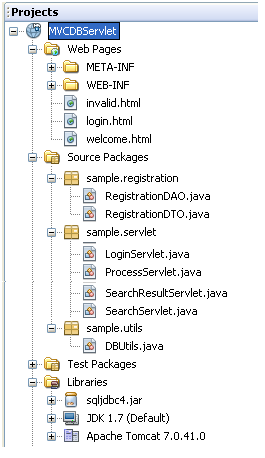 Projects
MVCDBServlet
Web Pages
META-INF
WEB-INF
invalid.html
login.html
welcome.html
Source Packages
sample.registration
RegistrationDAO.java
RegistrationDTO.java
sample.servlet
LoginServlet.java
ProcessServlet.java
SearchResultServlet.java
SearchServlet.java
sample.utils
DBUtils.java
Test Packages
Libraries
sqljdbc4.jar
JDK 1.7 (Default)
Apache Tomcat 7.0.41.0